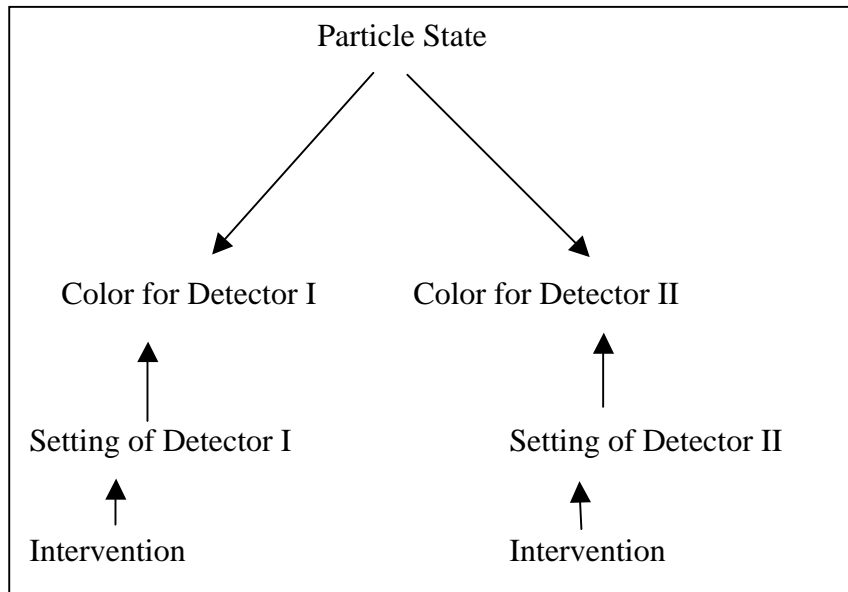 Particle State
Color for Detector I
Color for Detector II
Setting of Detector I
Setting of Detector II
Intervention
Intervention